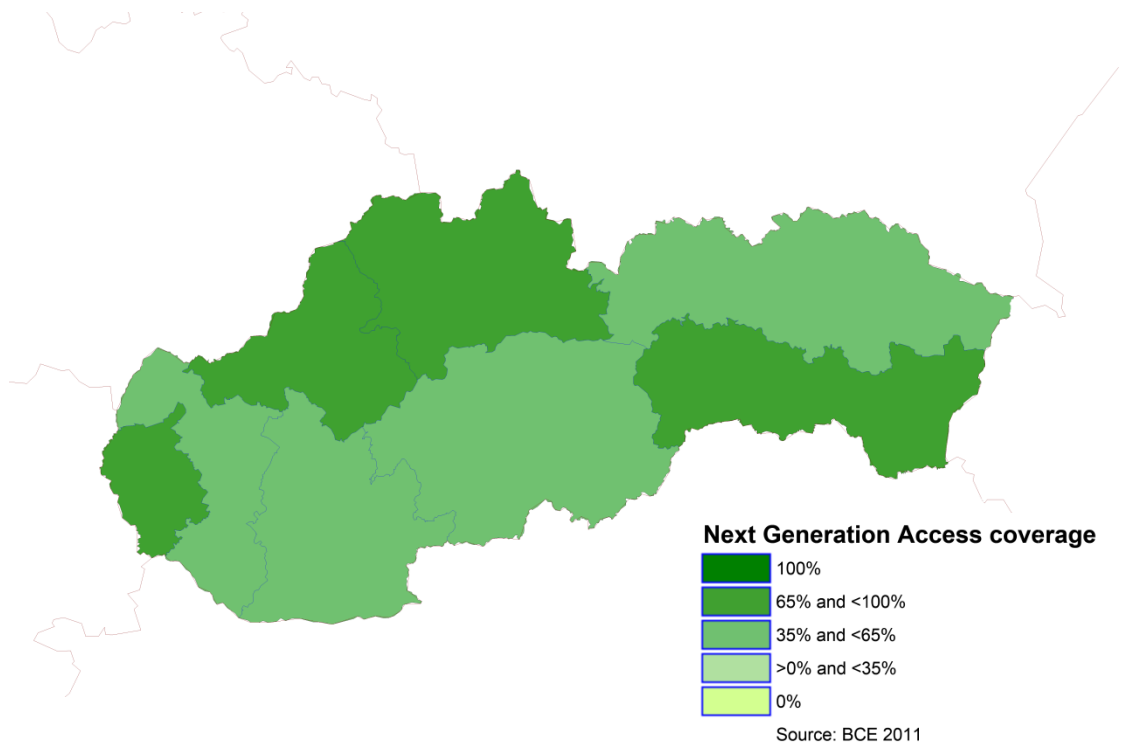 Next Generation Access coverage
100%
65% and <100%
35% and <65%
>0% and <35%
0%
Source: BCE 2011